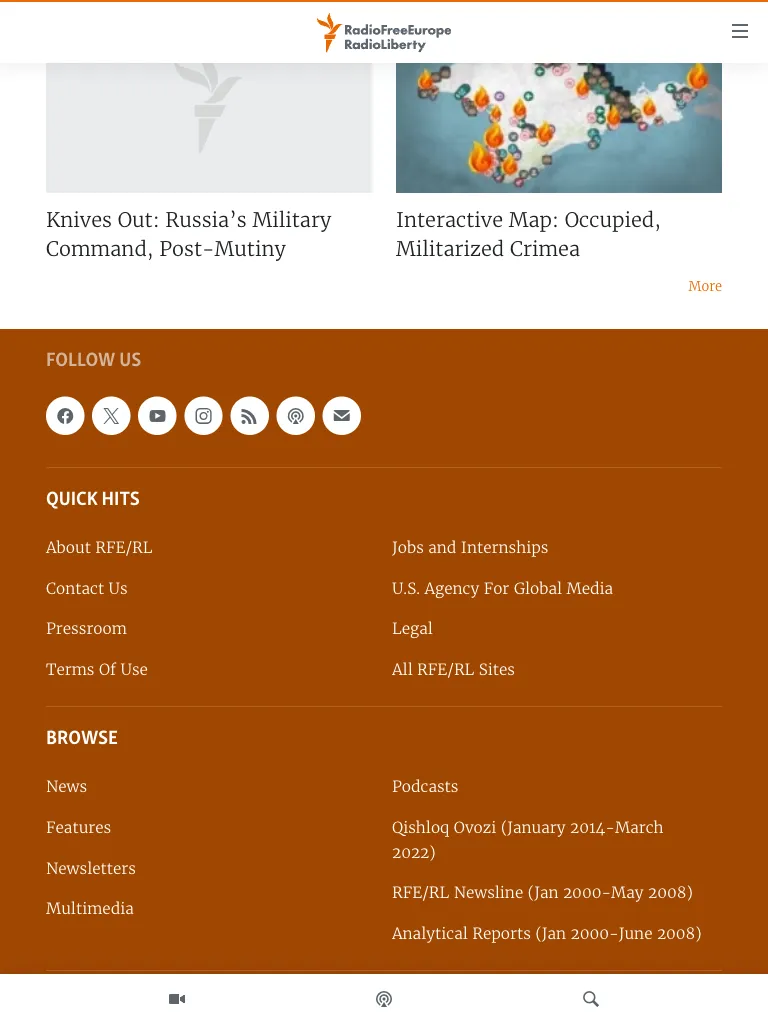 RadioFreeEurope
RadioLiberty
Knives Out: Russia’s Military
Command, Post-Mutiny
Interactive Map: Occupied,
Militarized Crimea
More
FOLLOW US
QUICK HITS
About RFE/RL
Contact Us
Pressroom
Terms Of Use
Jobs and Internships
U.S. Agency For Global Media
Legal
All RFE/RL Sites
BROWSE
News
Features
Newsletters
Multimedia
Podcasts
Qishloq Ovozi (January 2014-March
2022)
RFE/RL Newsline (Jan 2000-May 2008)
Analytical Reports (Jan 2000-June 2008)